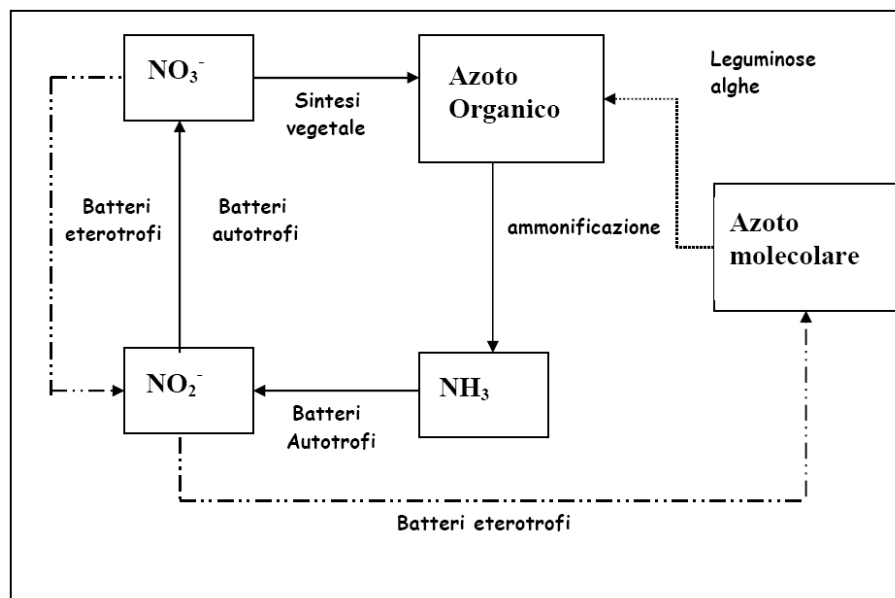 NO₃⁻
Sintesi
vegetale
Azoto
Organico
Leguminose
alghe
Batteri
eterotrofi
Batteri
autotrofi
ammonificazione
Azoto
molecolare
NO₂⁻
Batteri
Autotrofi
NH₃
Batteri eterotrofi